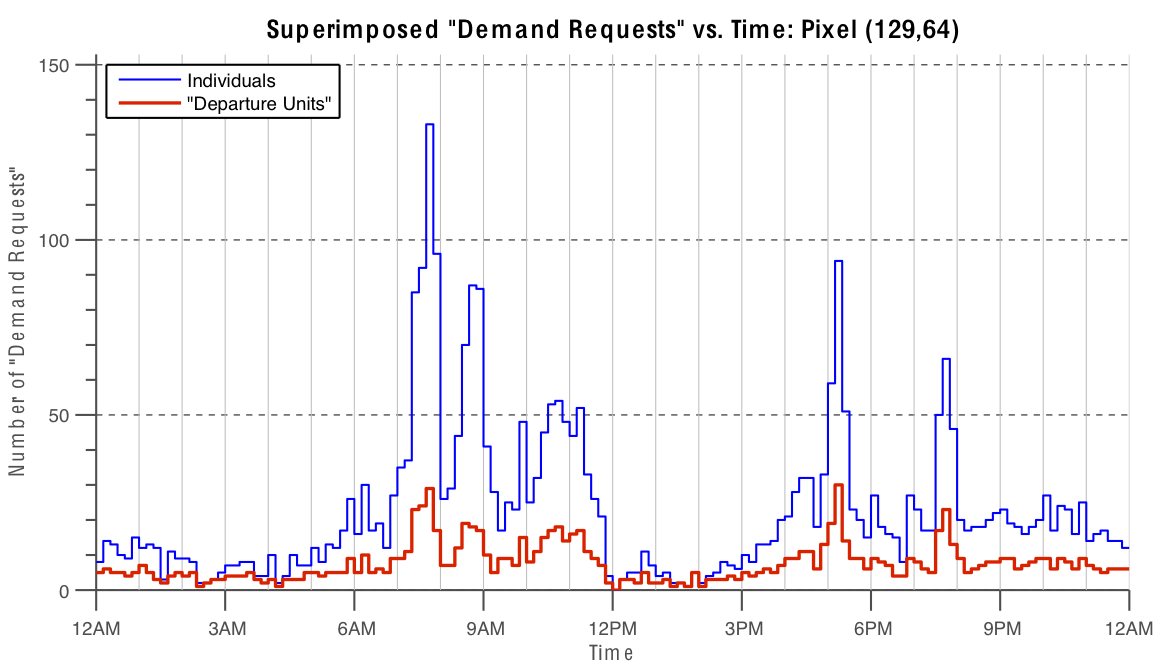 Superimposed "Demand Requests" vs. Time: Pixel (129,64)
Individuals
"Departure Units"
Number of "Demand Requests"
150
100
50
0
12AM 3AM 6AM 9AM 12PM 3PM 6PM 9PM 12AM
Time